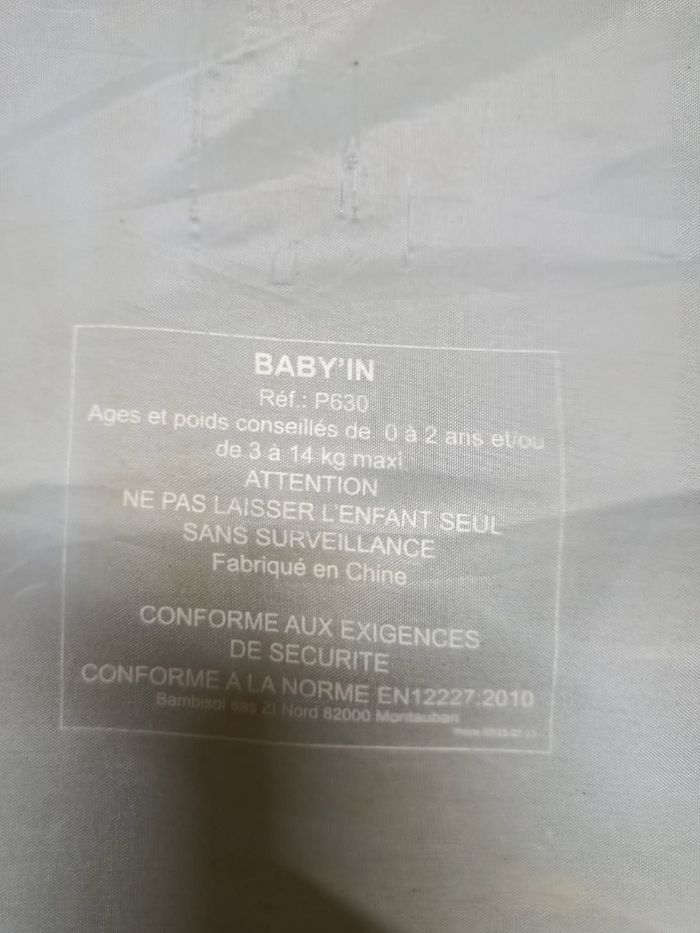 BABY'IN
Réf.: P630
Ages et poids conseillés de 0 à 2 ans et/ou
de 3 à 14 kg maxi
ATTENTION
NE PAS LAISSER L'ENFANT SEUL
SANS SURVEILLANCE
Fabriqué en Chine
CONFORME AUX EXIGENCES
DE SECURITE
CONFORME A LA NORME EN12227:2010
Bambisol sas ZI Nord 82000 Montauban